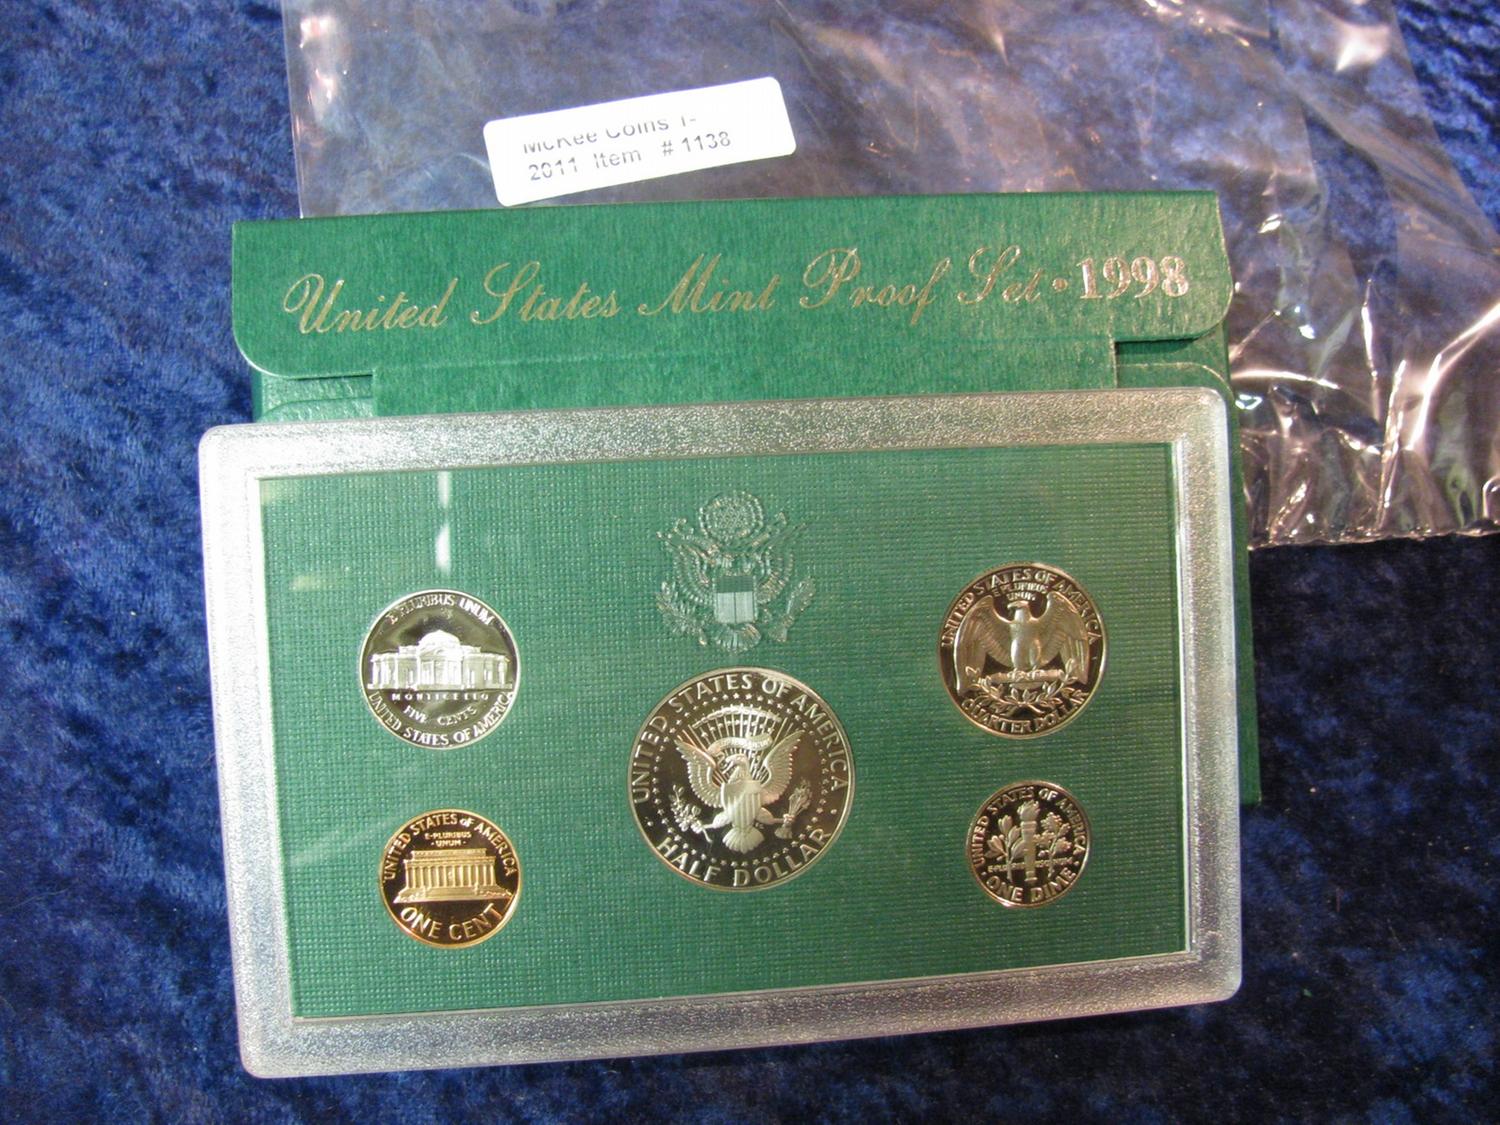 McKee Coins 1-
2011 Item # 1138
United States Mint Proof Set • 1998
E PLURIBUS UNUM
MONTICELLO
FIVE CENTS
UNITED STATES OF AMERICA
UNITED STATES OF AMERICA
E PLURIBUS
UNUM
QUARTER DOLLAR
UNITED STATES OF AMERICA
HALF DOLLAR
UNITED STATES OF AMERICA
E·PLURIBUS
·UNUM·
ONE CENT
UNITED STATES OF AMERICA
ONE DIME